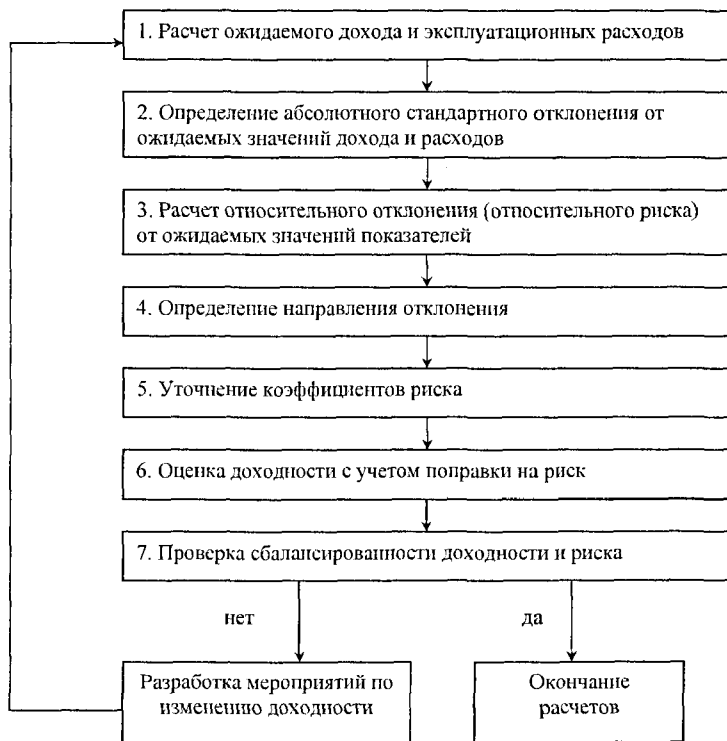 1. Расчет ожидаемого дохода и эксплуатационных расходов
2. Определение абсолютного стандартного отклонения от
ожидаемых значений дохода и расходов
3. Расчет относительного отклонения (относительного риска)
от ожидаемых значений показателей
4. Определение направления отклонения
5. Уточнение коэффициентов риска
6. Оценка доходности с учетом поправки на риск
7. Проверка сбалансированности доходности и риска
нет
да
Разработка мероприятий по
изменению доходности
Окончание
расчетов